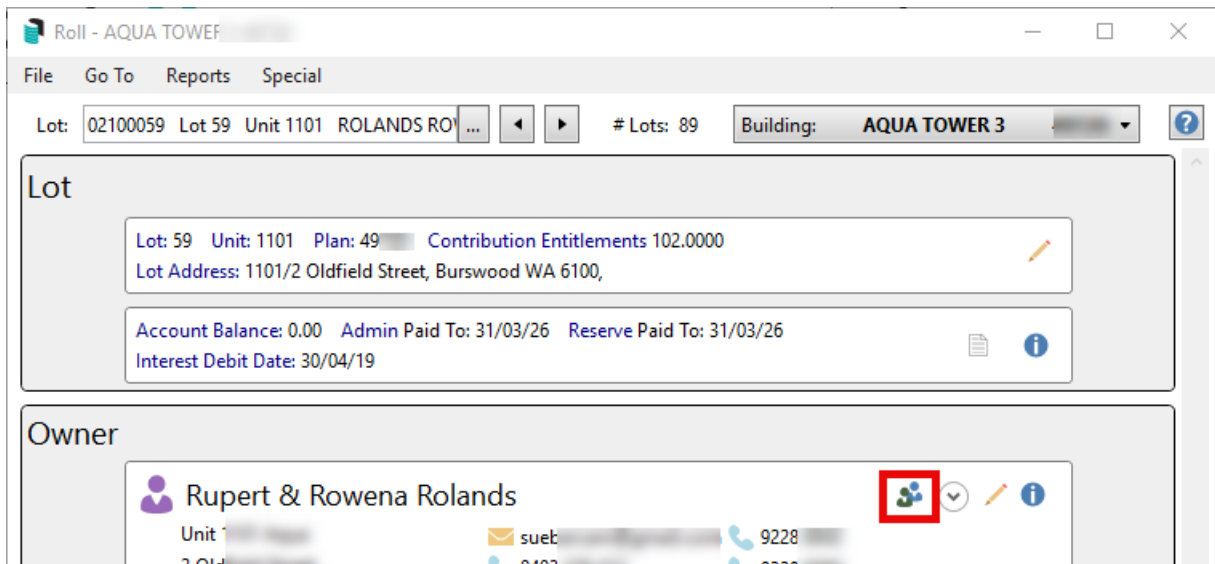 Roll - AQUA TOWER
File Go To Reports Special
Lot: 02100059 Lot 59 Unit 1101 ROLANDS RO ... # Lots: 89 Building: AQUA TOWER 3
Lot
Lot: 59 Unit: 1101 Plan: 49 Contribution Entitlements 102.0000
Lot Address: 1101/2 Oldfield Street, Burswood WA 6100,
Account Balance: 0.00 Admin Paid To: 31/03/26 Reserve Paid To: 31/03/26
Interest Debit Date: 30/04/19
Owner
Rupert & Rowena Rolands
Unit sueb 9228